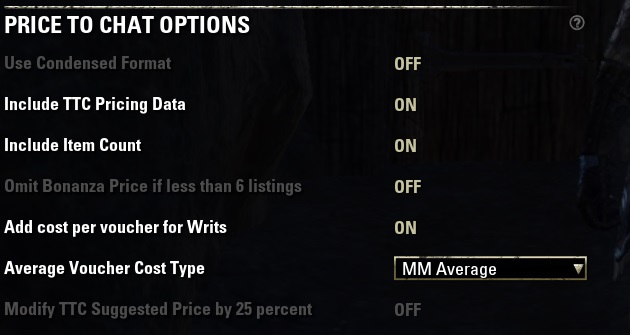 PRICE TO CHAT OPTIONS ?
Use Condensed Format OFF
Include TTC Pricing Data ON
Include Item Count ON
Omit Bonanza Price if less than 6 listings OFF
Add cost per voucher for Writs ON
Average Voucher Cost Type MM Average
Modify TTC Suggested Price by 25 percent OFF